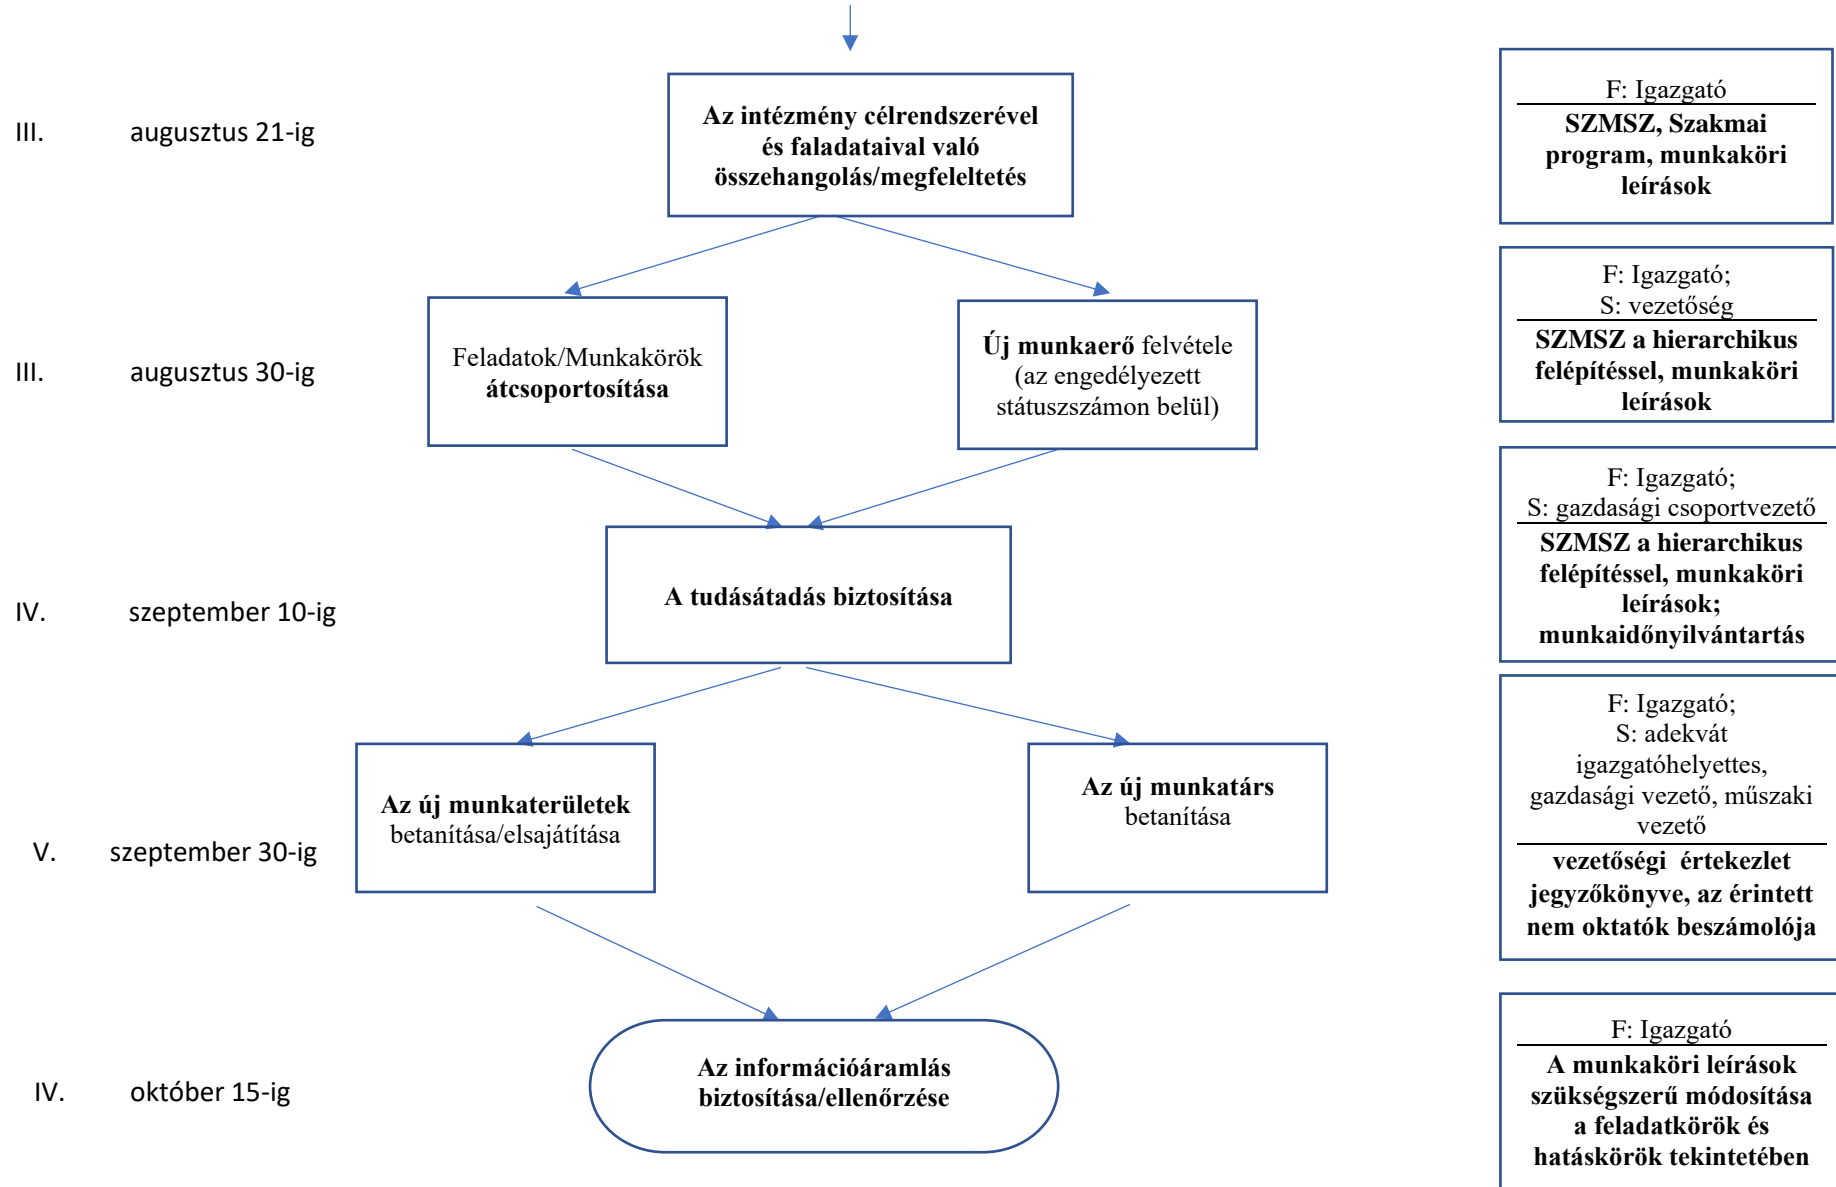 III. augusztus 21-ig
Az intézmény célrendszerével
és faladataival való
összehangolás/megfeleltetés
F: Igazgató
SZMSZ, Szakmai
program, munkaköri
leírások
III. augusztus 30-ig
Feladatok/Munkakörök
átcsoportosítása
Új munkaerő felvétele
(az engedélyezett
státuszszámon belül)
F: Igazgató;
S: vezetőség
SZMSZ a hierarchikus
felépítéssel, munkaköri
leírások
IV. szeptember 10-ig
A tudásátadás biztosítása
F: Igazgató;
S: gazdasági csoportvezető
SZMSZ a hierarchikus
felépítéssel, munkaköri
leírások;
munkaidőnyilvántartás
V. szeptember 30-ig
Az új munkaterületek
betanítása/elsajátítása
Az új munkatárs
betanítása
F: Igazgató;
S: adekvát
igazgatóhelyettes,
gazdasági vezető, műszaki
vezető
vezetőségi értekezlet
jegyzőkönyve, az érintett
nem oktatók beszámolója
IV. október 15-ig
Az információáramlás
biztosítása/ellenőrzése
F: Igazgató
A munkaköri leírások
szükségszerű módosítása
a feladatkörök és
hatáskörök tekintetében